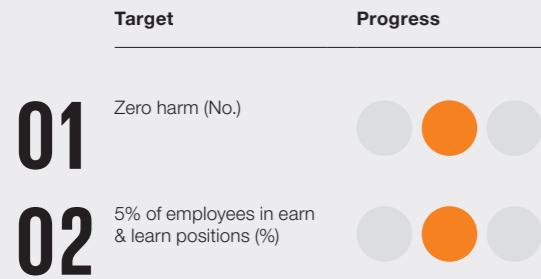 Target Progress
01 Zero harm (No.)
02 5% of employees in earn
& learn positions (%)